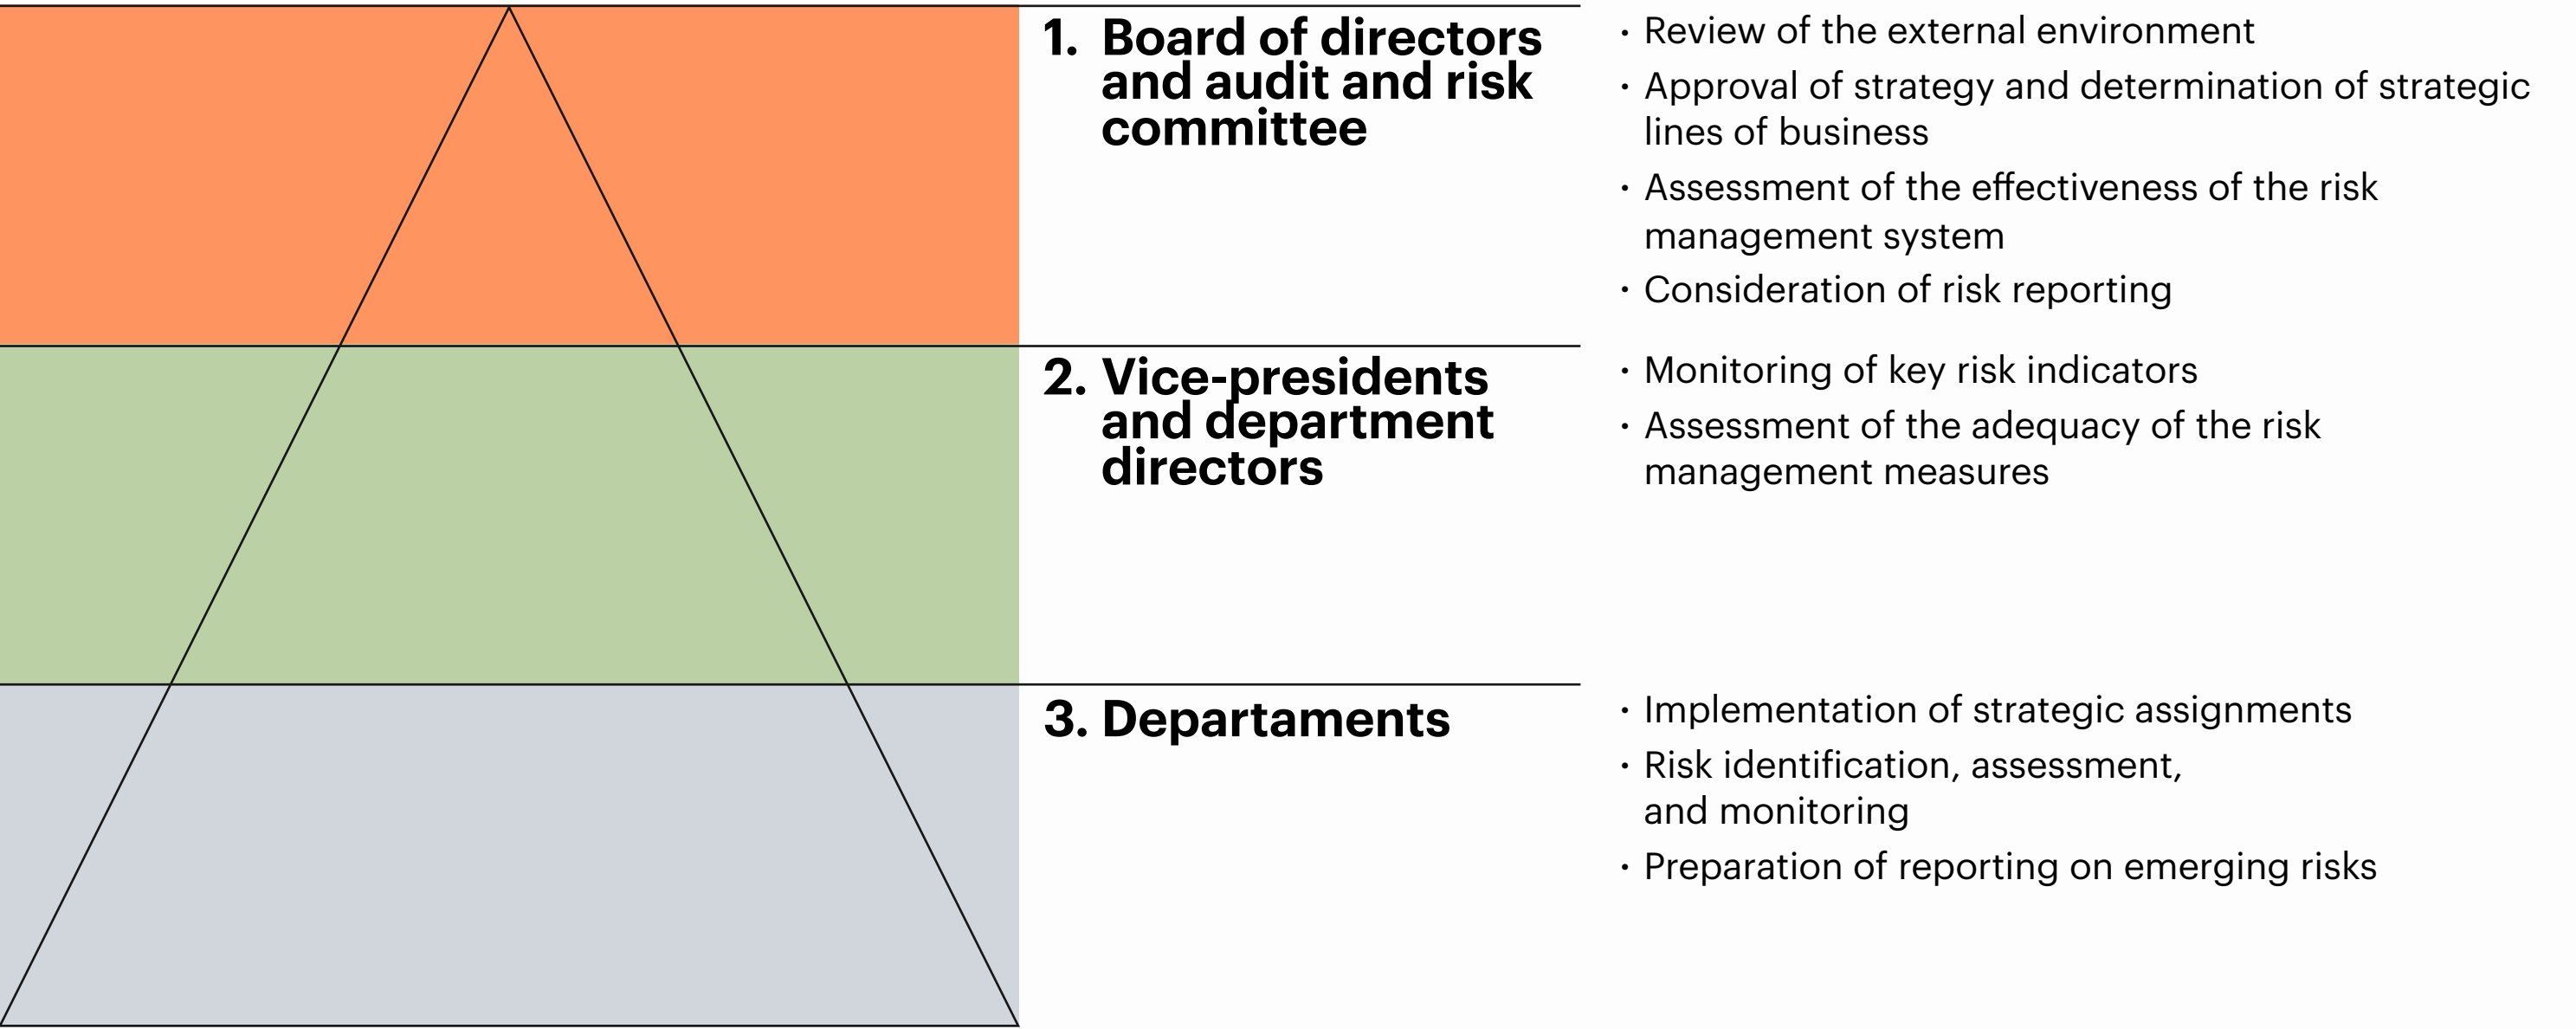 1. Board of directors
and audit and risk
committee
· Review of the external environment
· Approval of strategy and determination of strategic
lines of business
· Assessment of the effectiveness of the risk
management system
· Consideration of risk reporting
2. Vice-presidents
and department
directors
· Monitoring of key risk indicators
· Assessment of the adequacy of the risk
management measures
3. Departaments
· Implementation of strategic assignments
· Risk identification, assessment,
and monitoring
· Preparation of reporting on emerging risks